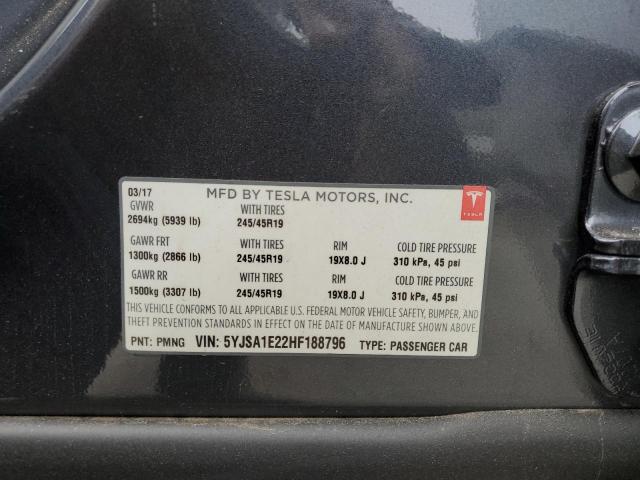 03/17 MFD BY TESLA MOTORS, INC.
GVWR WITH TIRES
2694kg (5939 lb) 245/45R19
TESLA
GAWR FRT WITH TIRES RIM COLD TIRE PRESSURE
1300kg (2866 lb) 245/45R19 19X8.0 J 310 kPa, 45 psi
GAWR RR WITH TIRES RIM COLD TIRE PRESSURE
1500kg (3307 lb) 245/45R19 19X8.0 J 310 kPa, 45 psi
THIS VEHICLE CONFORMS TO ALL APPLICABLE U.S. FEDERAL MOTOR VEHICLE SAFETY, BUMPER, AND
THEFT PREVENTION STANDARDS IN EFFECT ON THE DATE OF MANUFACTURE SHOWN ABOVE.
PNT: PMNG VIN: 5YJSA1E22HF188796 TYPE: PASSENGER CAR